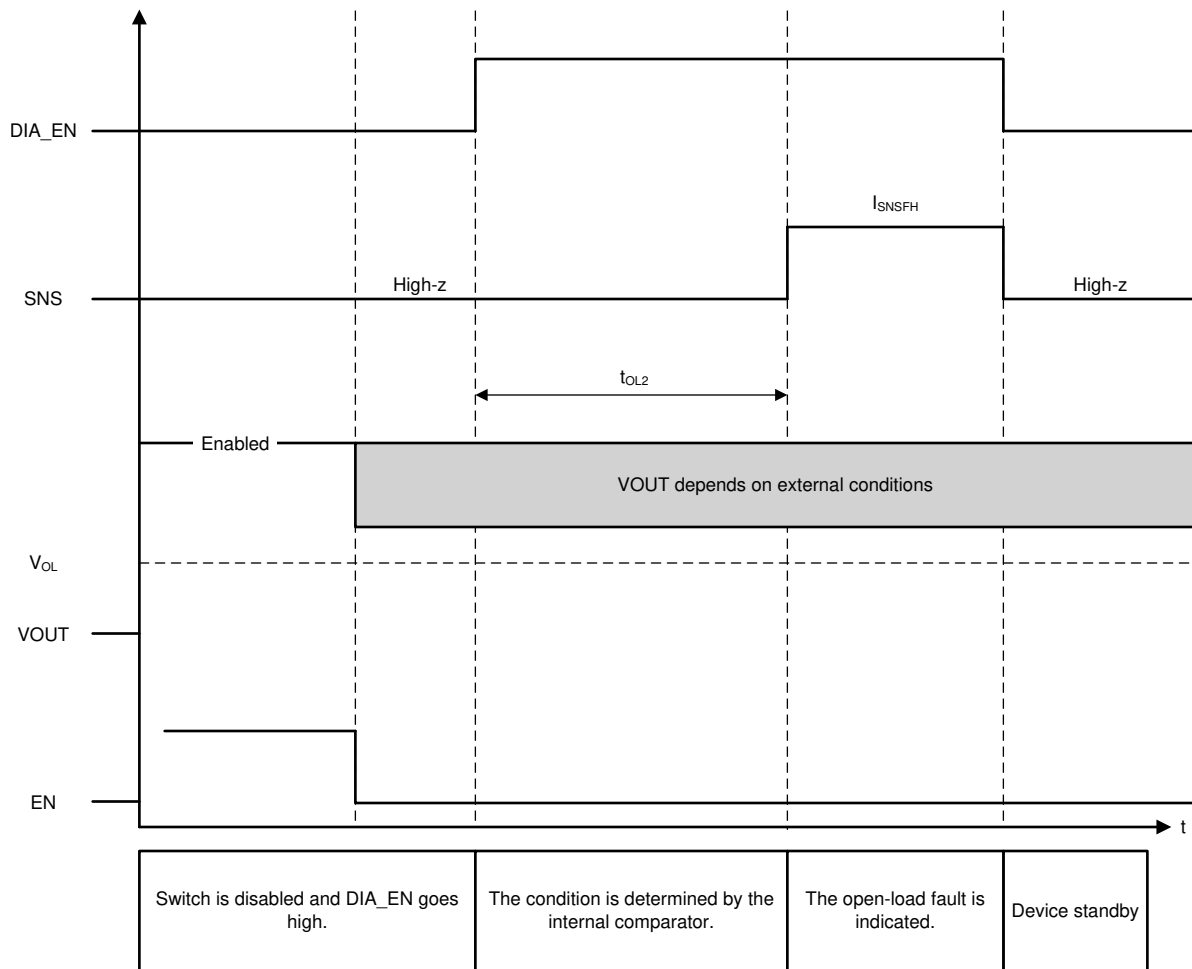 DIA_EN
I_SNSFH
SNS
High-z
High-z
t_OL2
Enabled
VOUT depends on external conditions
V_OL
VOUT
EN
t
Switch is disabled and DIA_EN goes
high.
The condition is determined by the
internal comparator.
The open-load fault is
indicated.
Device standby